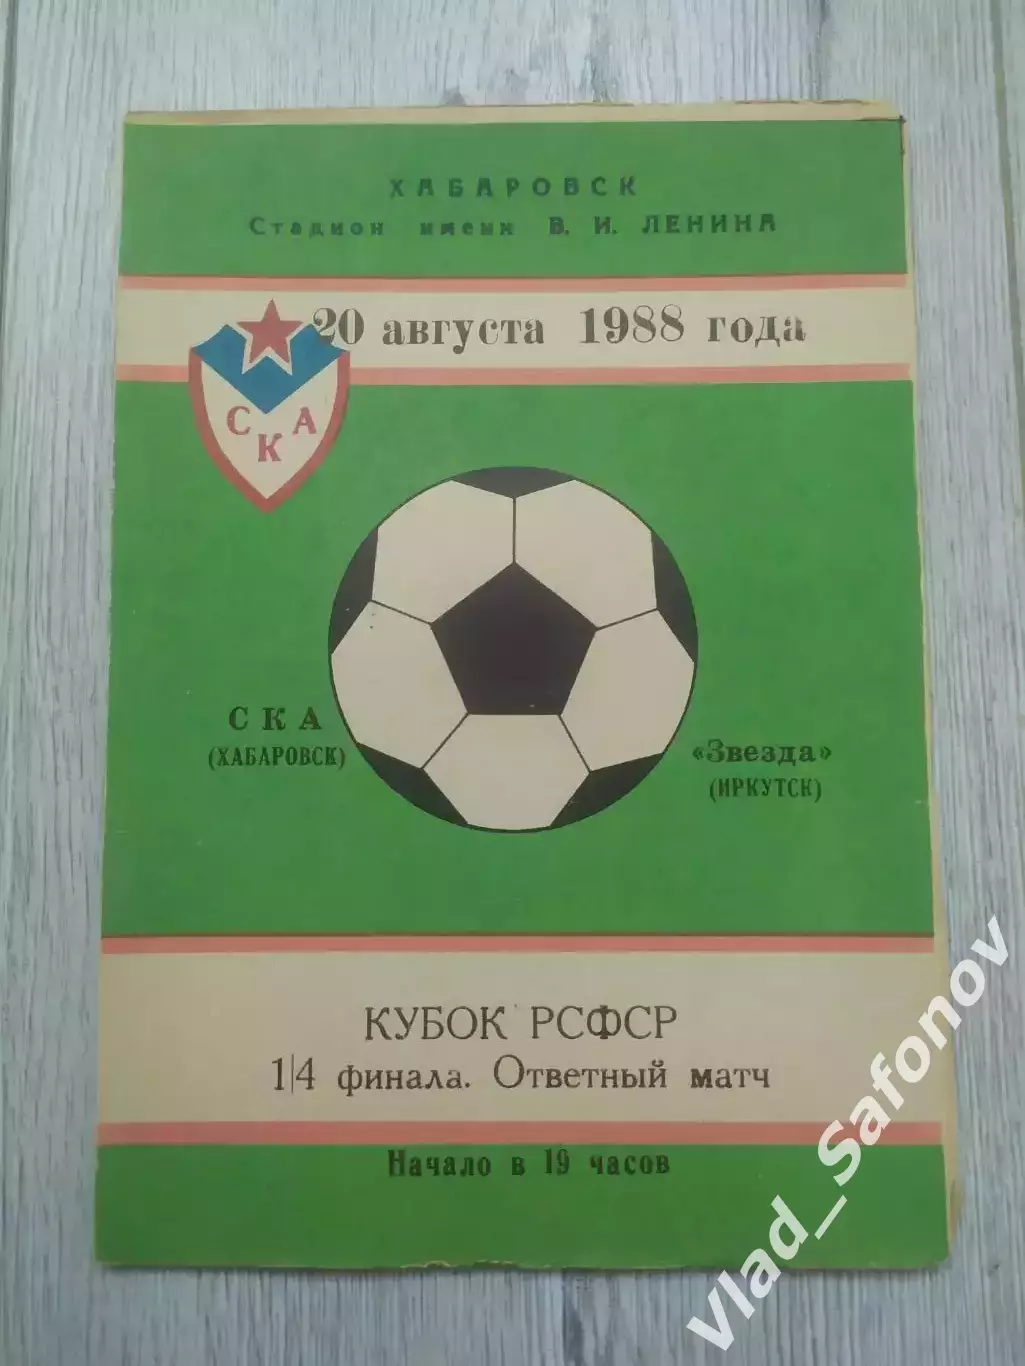 ХАБАРОВСК
Стадион имени В. И. ЛЕНИНА
20 августа 1988 года
СКА
СКА
(ХАБАРОВСК)
«Звезда»
(ИРКУТСК)
КУБОК РСФСР
1/4 финала. Ответный матч
Начало в 19 часов
Vlad_Safonov